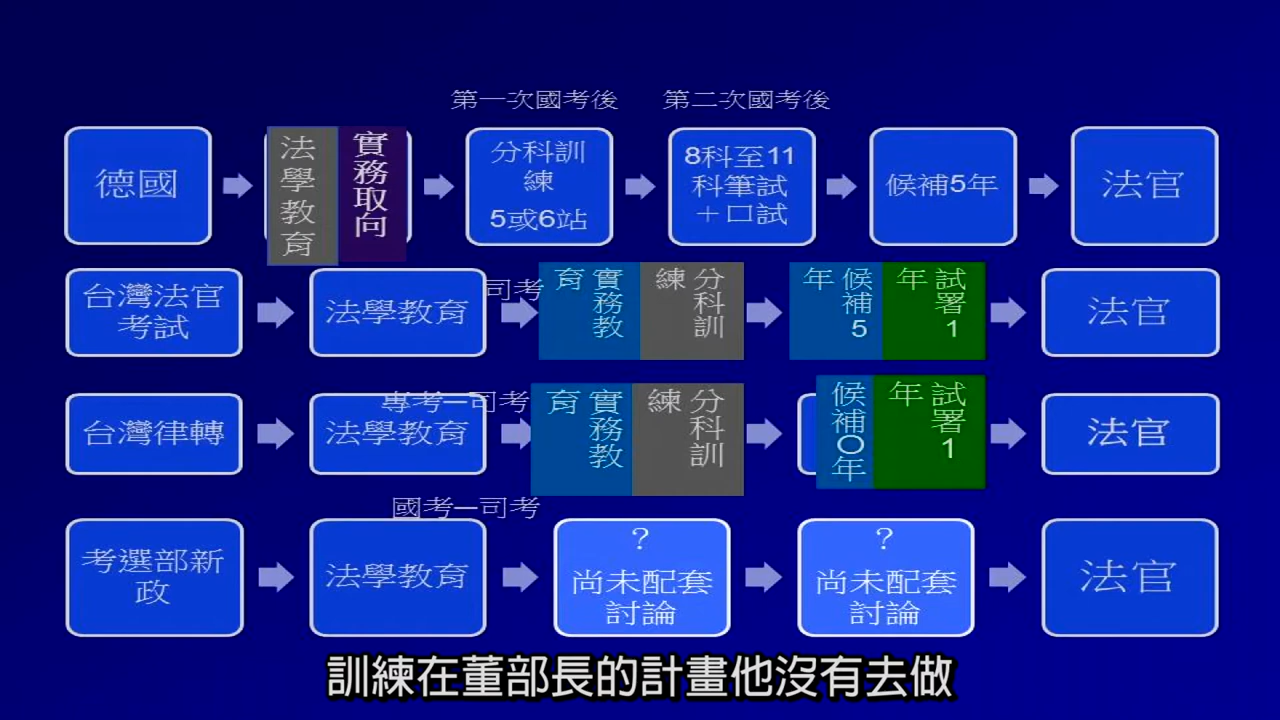 第一次國考後 第二次國考後
德國
法學教育
實務取向
分科訓
練
5或6站
8科至11
科筆試
＋口試
候補5年
法官
台灣法官
考試
法學教育
司考
實務教
育
分科訓
練
候補5
年
試署1
年
法官
台灣律轉
專考—司考
法學教育
實務教
育
分科訓
練
候補〇年
試署1
年
法官
國考—司考
考選部新
政
法學教育
？
尚未配套
討論
？
尚未配套
討論
法官
訓練在董部長的計畫他沒有去做